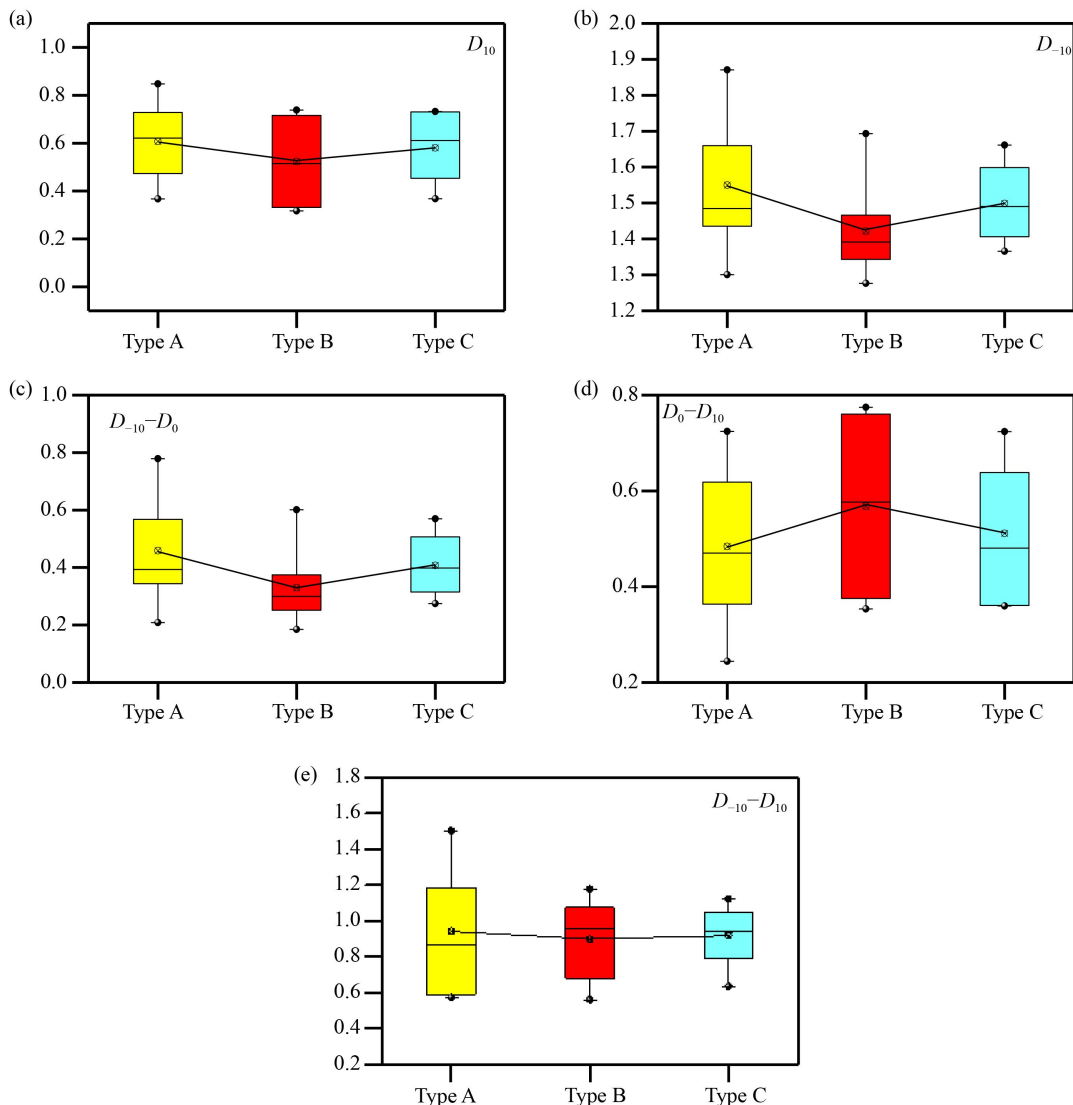 (a)
D₁₀
1.0
0.8
0.6
0.4
0.2
0.0
Type A Type B Type C
(b)
D₋₁₀
2.0
1.9
1.8
1.7
1.6
1.5
1.4
1.3
1.2
Type A Type B Type C
(c)
D₋₁₀−D₀
1.0
0.8
0.6
0.4
0.2
0.0
Type A Type B Type C
(d)
D₀−D₁₀
0.8
0.6
0.4
0.2
Type A Type B Type C
(e)
D₋₁₀−D₁₀
1.8
1.6
1.4
1.2
1.0
0.8
0.6
0.4
0.2
Type A Type B Type C